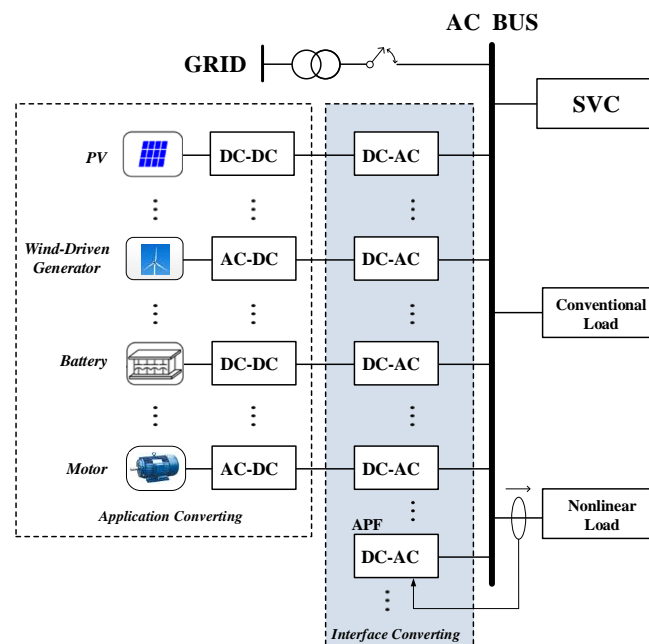 AC BUS
GRID
SVC
PV
DC-DC
DC-AC
Wind-Driven
Generator
AC-DC
DC-AC
Conventional
Load
Battery
DC-DC
DC-AC
Motor
AC-DC
DC-AC
Nonlinear
Load
Application Converting
APF
DC-AC
Interface Converting